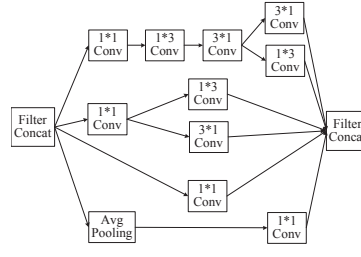 3*1
Conv
1*1
Conv
1*3
Conv
3*1
Conv
1*3
Conv
1*3
Conv
1*1
Conv
3*1
Conv
Filter
Concat
Filter
Concat
1*1
Conv
Avg
Pooling
1*1
Conv